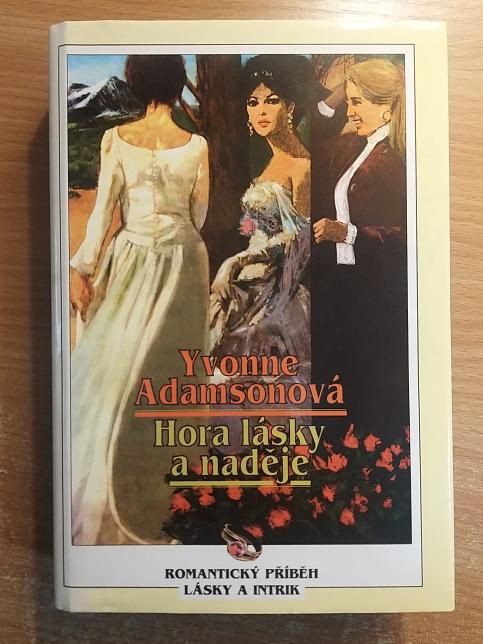 Yvonne
Adamsonová
Hora lásky
a naděje
ROMANTICKÝ PŘÍBĚH
LÁSKY A INTRIK